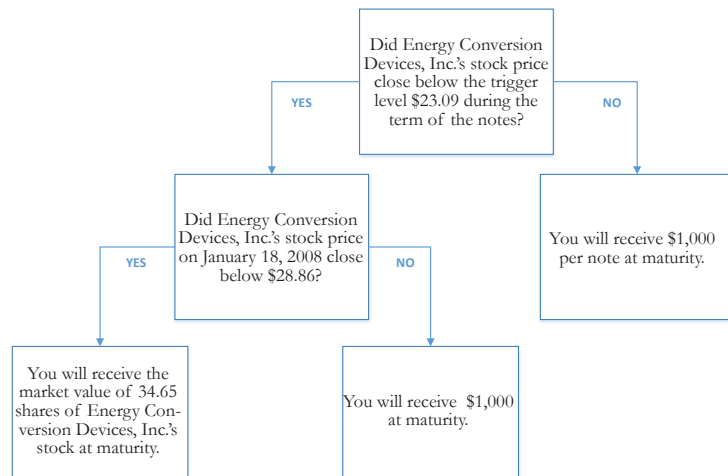 Did Energy Conversion
Devices, Inc.'s stock price
close below the trigger
level $23.09 during the
term of the notes?
YES
NO
Did Energy Conversion
Devices, Inc.'s stock price
on January 18, 2008 close
below $28.86?
You will receive $1,000
per note at maturity.
YES
NO
You will receive the
market value of 34.65
shares of Energy Con-
version Devices, Inc.'s
stock at maturity.
You will receive $1,000
at maturity.